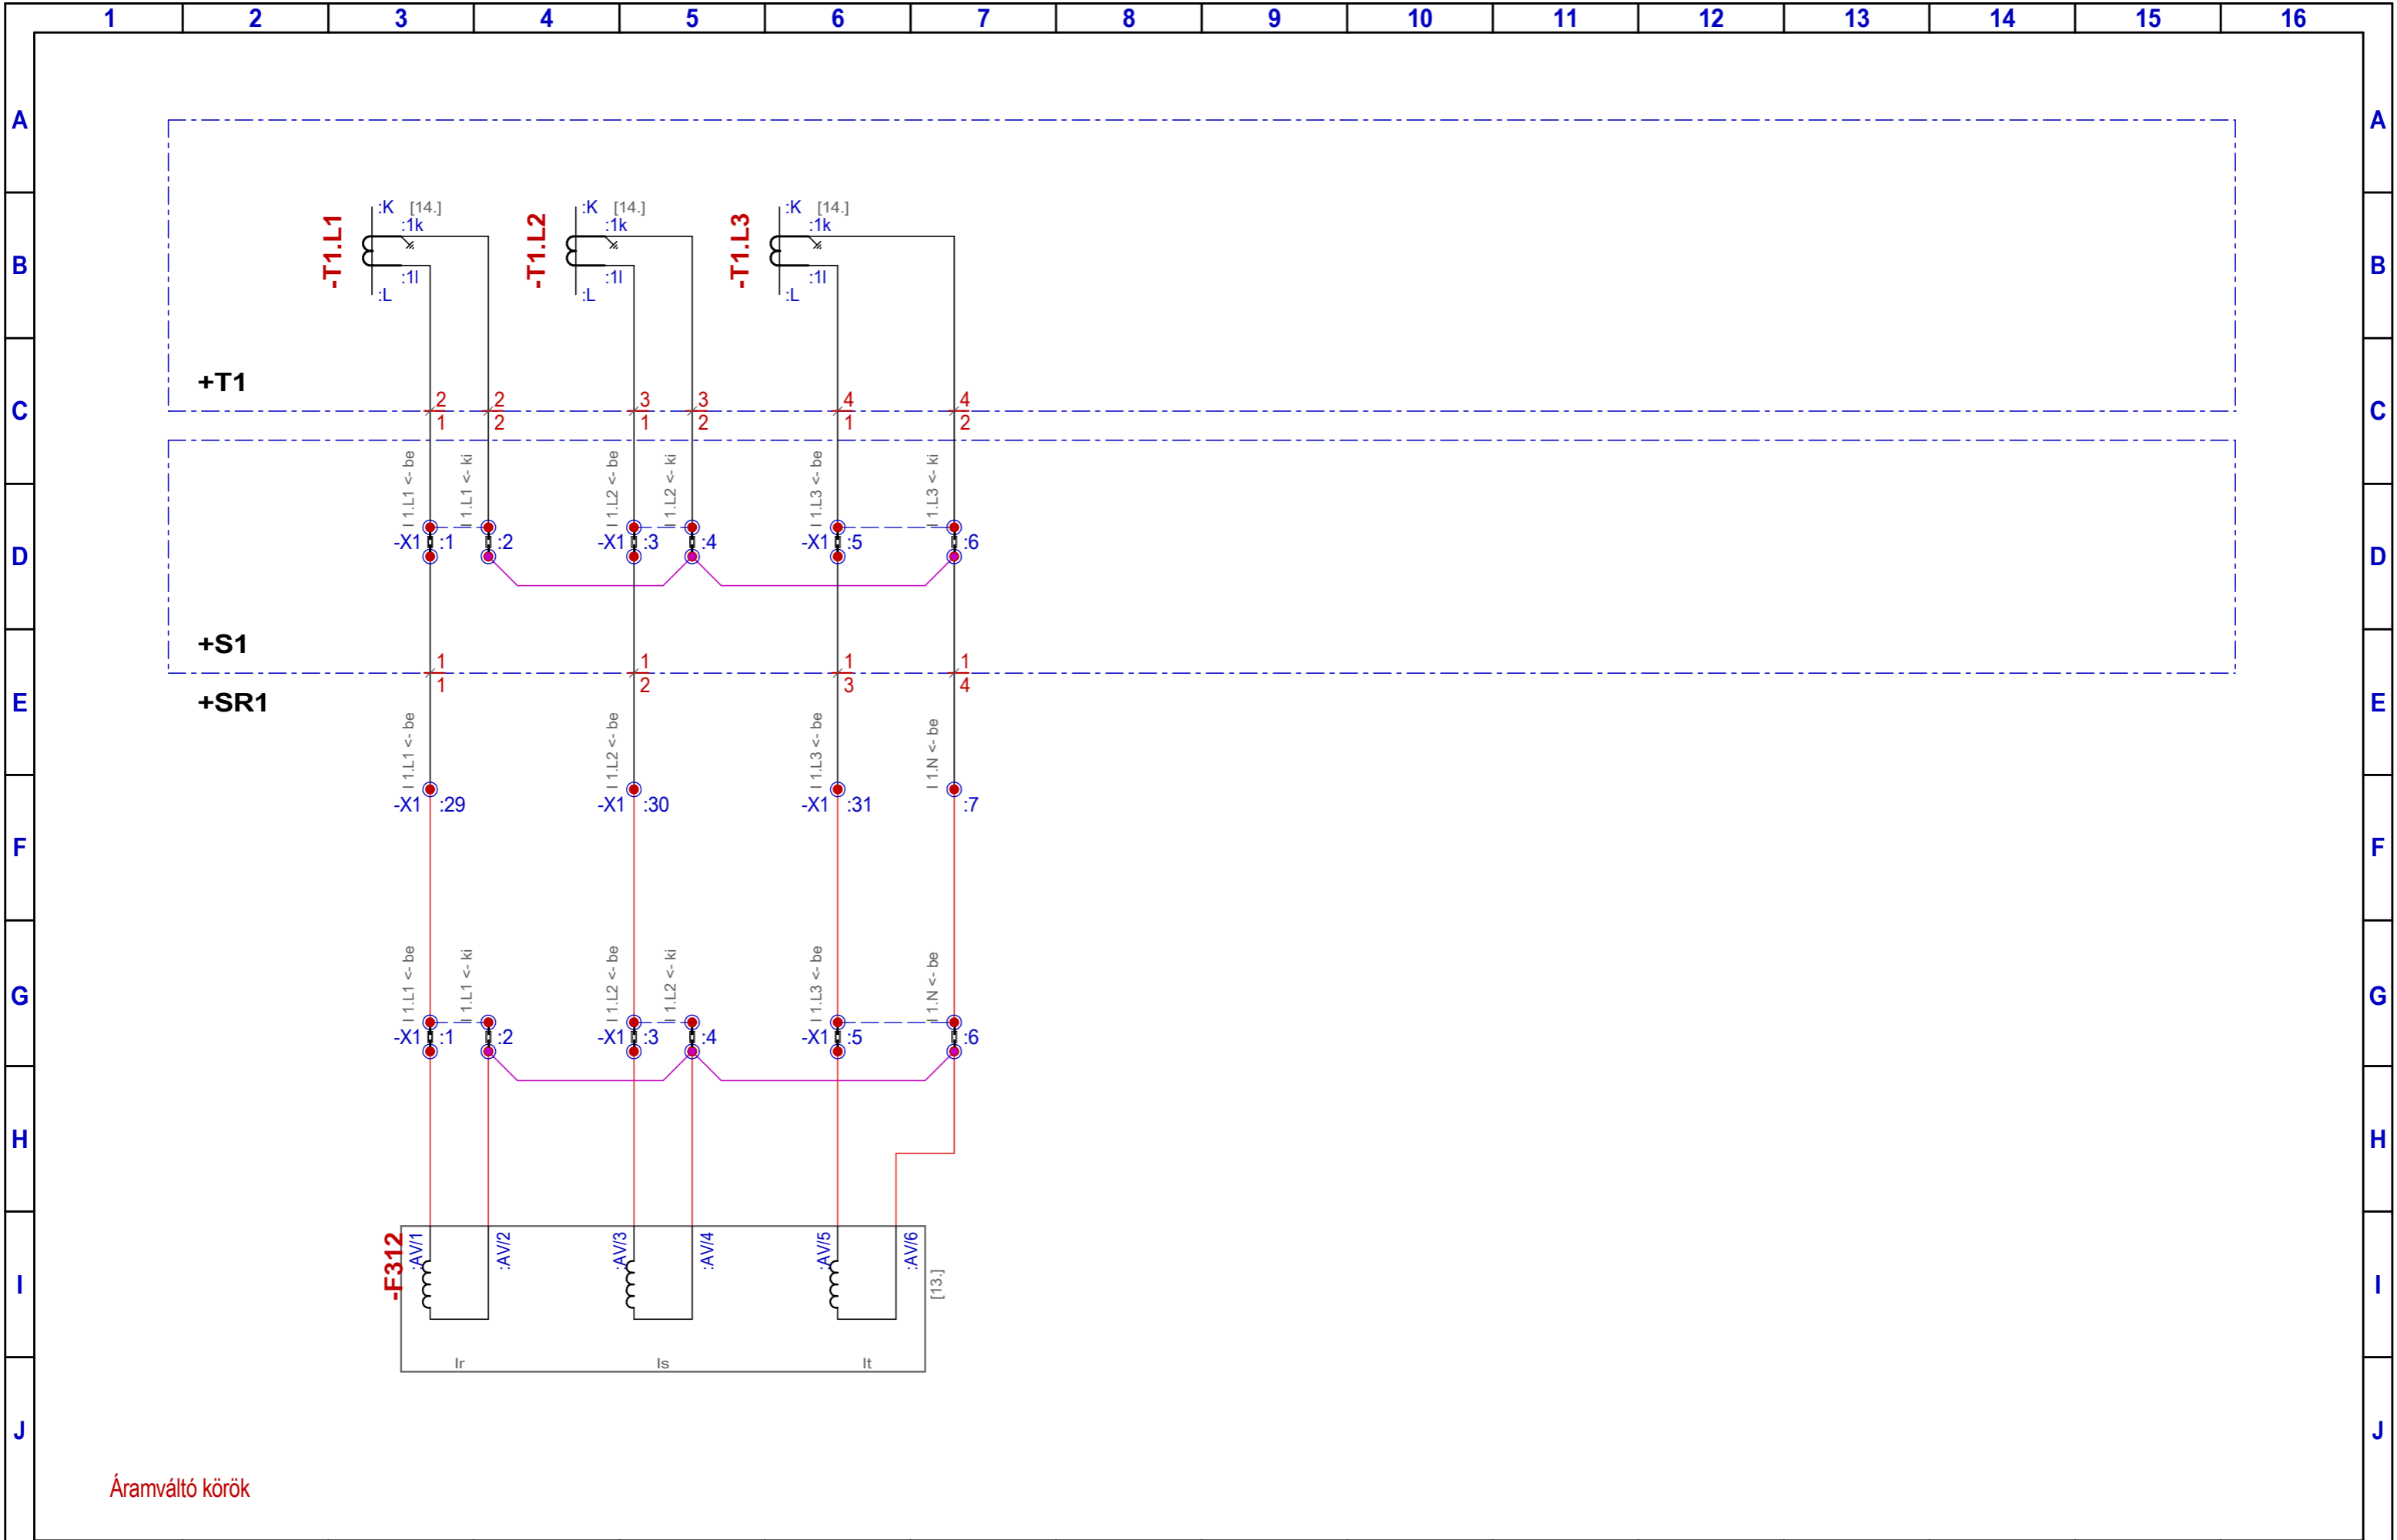 1 2 3 4 5 6 7 8 9 10 11 12 13 14 15 16
A A
:K [14.] :K [14.] :K [14.]
:1k :1k :1k
-T1.L1 -T1.L2 -T1.L3
B B
:1l :1l :1l
:L :L :L
+T1
2 2 3 3 4 4
C C
1 2 1 2 1 2
I 1.L1 <- be I 1.L1 <- ki I 1.L2 <- be I 1.L2 <- ki I 1.L3 <- be I 1.L3 <- ki
-X1 :1 :2 -X1 :3 :4 -X1 :5 :6
D D
+S1
1 1 1 1
1 2 3 4
+SR1
E E
I 1.L1 <- be I 1.L2 <- be I 1.L3 <- be I 1.N <- be
-X1 :29 -X1 :30 -X1 :31 :7
F F
I 1.L1 <- be I 1.L1 <- ki I 1.L2 <- be I 1.L2 <- ki I 1.L3 <- be I 1.N <- be
G G
-X1 :1 :2 -X1 :3 :4 -X1 :5 :6
H H
-F312 :AV/1 :AV/2 :AV/3 :AV/4 :AV/5 :AV/6
I [13.] I
Ir Is It
J J
Áramváltó körök